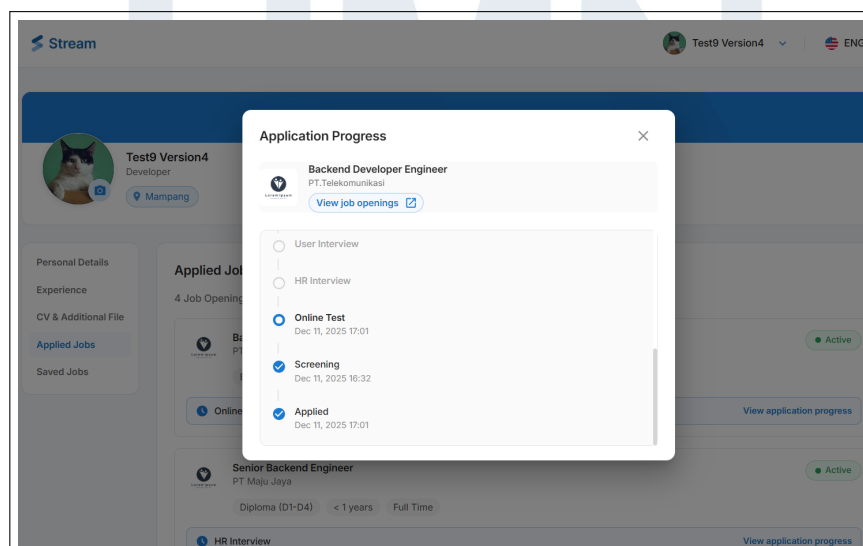 Stream
Test9 Version4
ENG
Test9 Version4
Developer
Mampang
Personal Details
Experience
CV & Additional File
Applied Jobs
Saved Jobs
Applied Jo
4 Job Opening
Active
Online
View application progress
Application Progress
Backend Developer Engineer
PT.Telekomunikasi
View job openings
User Interview
HR Interview
Online Test
Dec 11, 2025 17:01
Screening
Dec 11, 2025 16:32
Applied
Dec 11, 2025 17:01
Senior Backend Engineer
PT Maju Jaya
Active
Diploma (D1-D4) < 1 years Full Time
HR Interview
View application progress